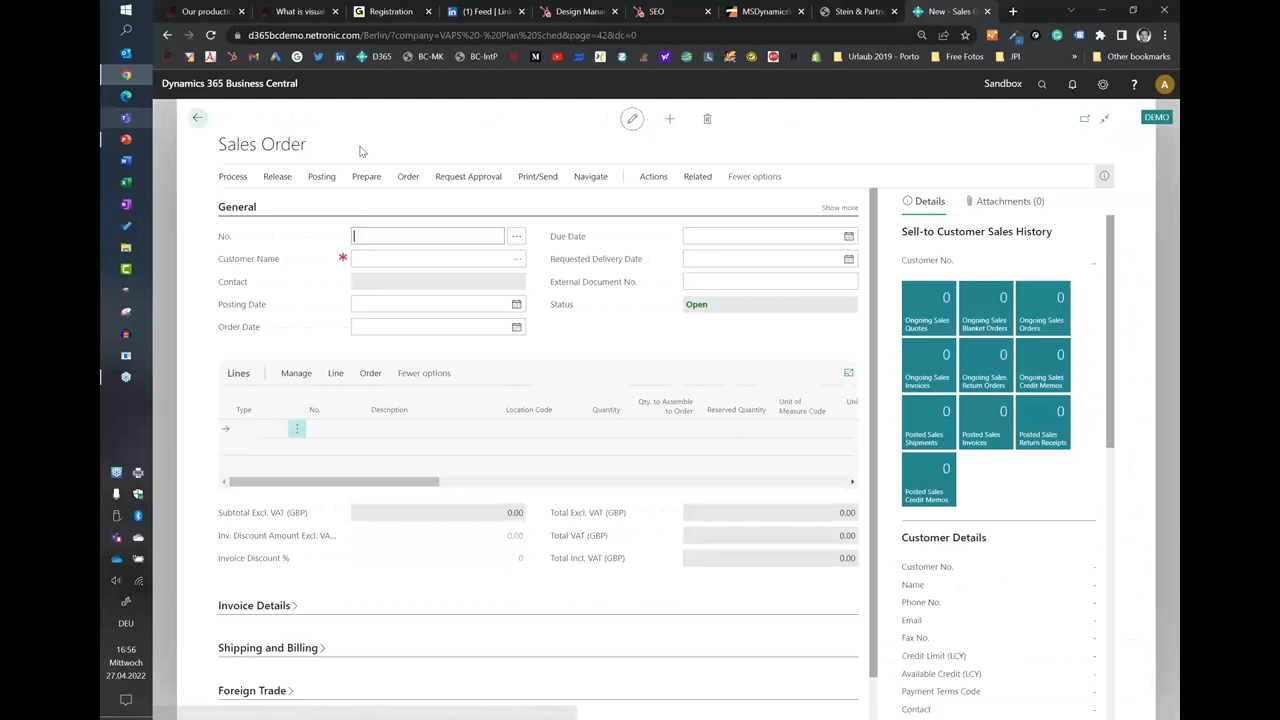 Our producti
What is visual
Registration
(1) Feed | Link
Design Mana
SEO
MSDynamics
Stein & Partne
New - Sales O
d365bcdemo.netronic.com/Berlin/?company=VAPS%20-%20Plan%20Sched&page=42&dc=0
D365
BC-MK
BC-IntP
Urlaub 2019-Porto
Free Fotos
JPI
Other bookmarks
Dynamics 365 Business Central
Sandbox
A
DEMO
Sales Order
Process
Release
Posting
Prepare
Order
Request Approval
Print/Send
Navigate
Actions
Related
Fewer options
General
Show more
No.
Customer Name
Contact
Posting Date
Order Date
Due Date
Requested Delivery Date
External Document No.
Status
Open
Lines
Manage
Line
Order
Fewer options
Type
No.
Description
Location Code
Quantity
Qty. to Assemble to Order
Reserved Quantity
Unit of Measure Code
Uni
Subtotal Excl. VAT (GBP)
0.00
Inv. Discount Amount Excl. VA...
0.00
Invoice Discount %
0
Total Excl. VAT (GBP)
0.00
Total VAT (GBP)
0.00
Total Incl. VAT (GBP)
0.00
Invoice Details
Shipping and Billing
Foreign Trade
Details
Attachments (0)
Sell-to Customer Sales History
Customer No.
0
Ongoing Sales Quotes
0
Ongoing Sales Blanket Orders
0
Ongoing Sales Orders
0
Ongoing Sales Invoices
0
Ongoing Sales Return Orders
0
Ongoing Sales Credit Memos
0
Posted Sales Shipments
0
Posted Sales Invoices
0
Posted Sales Return Receipts
0
Posted Sales Credit Memos
Customer Details
Customer No.
Name
Phone No.
Email
Fax No.
Credit Limit (LCY)
Available Credit (LCY)
Payment Terms Code
Contact
DEU
16:56
Mittwoch
27.04.2022